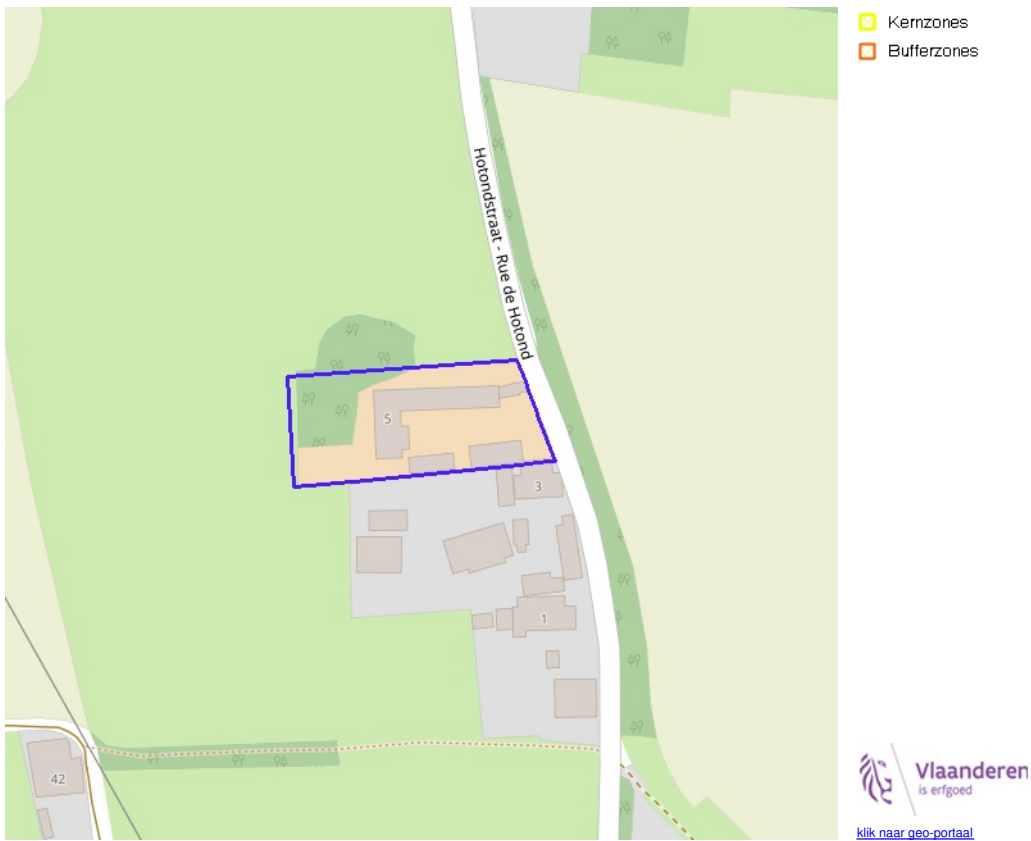 Kernzones
Bufferzones
Hotondstraat - Rue de Hotond
5
3
1
42
Vlaanderen
is erfgoed
klik naar geo-portaal